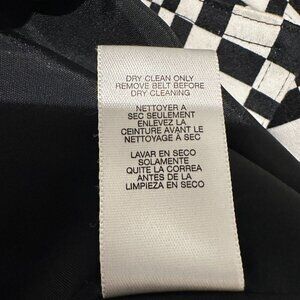 DRY CLEAN ONLY
REMOVE BELT BEFORE
DRY CLEANING
NETTOYER A
SEC SEULEMENT
ENLEVEZ LA
CEINTURE AVANT LE
NETTOYAGE À SEC
LAVAR EN SECO
SOLAMENTE
QUITE LA CORREA
ANTES DE LA
LIMPIEZA EN SECO